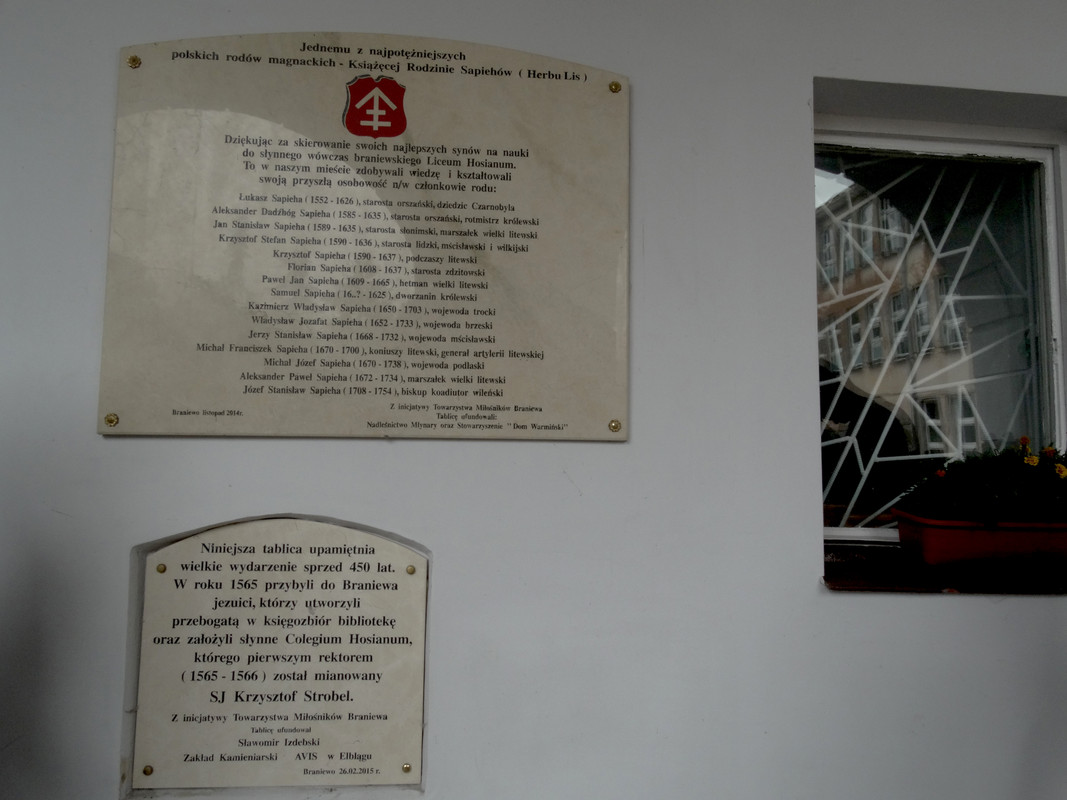 Jednemu z najpotężniejszych
polskich rodów magnackich - Książęcej Rodzinie Sapiehów ( Herbu Lis )
Dziękując za skierowanie swoich najlepszych synów na nauki
do słynnego wówczas braniewskiego Liceum Hosianum.
To w naszym mieście zdobywali wiedzę i kształtowali
swoją przyszłą osobowość n/w członkowie rodu:
Łukasz Sapieha ( 1552 - 1626 ), starosta orszański, dziedzic Czarnobyla
Aleksander Dadźbóg Sapieha ( 1585 - 1635 ), starosta orszański, rotmistrz królewski
Jan Stanisław Sapieha ( 1589 - 1635 ), starosta słonimski, marszałek wielki litewski
Krzysztof Stefan Sapieha ( 1590 - 1636 ), starosta lidzki, mścisławski i wilkijski
Krzysztof Sapieha ( 1590 - 1637 ), podczaszy litewski
Florian Sapieha ( 1608 - 1637 ), starosta zdzitowski
Paweł Jan Sapieha ( 1609 - 1665 ), hetman wielki litewski
Samuel Sapieha ( 16..? - 1625 ), dworzanin królewski
Kazimierz Władysław Sapieha ( 1650 - 1703 ), wojewoda trocki
Władysław Jozafat Sapieha ( 1652 - 1733 ), wojewoda brzeski
Jerzy Stanisław Sapieha ( 1668 - 1732 ), wojewoda mścisławski
Michał Franciszek Sapieha ( 1670 - 1700 ), koniuszy litewski, generał artylerii litewskiej
Michał Józef Sapieha ( 1670 - 1738 ), wojewoda podlaski
Aleksander Paweł Sapieha ( 1672 - 1734 ), marszałek wielki litewski
Józef Stanisław Sapieha ( 1708 - 1754 ), biskup koadiutor wileński
Braniewo listopad 2014r.
Z inicjatywy Towarzystwa Miłośników Braniewa
Tablicę ufundowali:
Nadleśnictwo Młynary oraz Stowarzyszenie "Dom Warmiński"
Niniejsza tablica upamiętnia
wielkie wydarzenie sprzed 450 lat.
W roku 1565 przybyli do Braniewa
jezuici, którzy utworzyli
przebogatą w księgozbiór bibliotekę
oraz założyli słynne Colegium Hosianum,
którego pierwszym rektorem
( 1565 - 1566 ) został mianowany
SJ Krzysztof Strobel.
Z inicjatywy Towarzystwa Miłośników Braniewa
Tablicę ufundował
Sławomir Izdebski
Zakład Kamieniarski AVIS w Elblągu
Braniewo 26.02.2015 r.